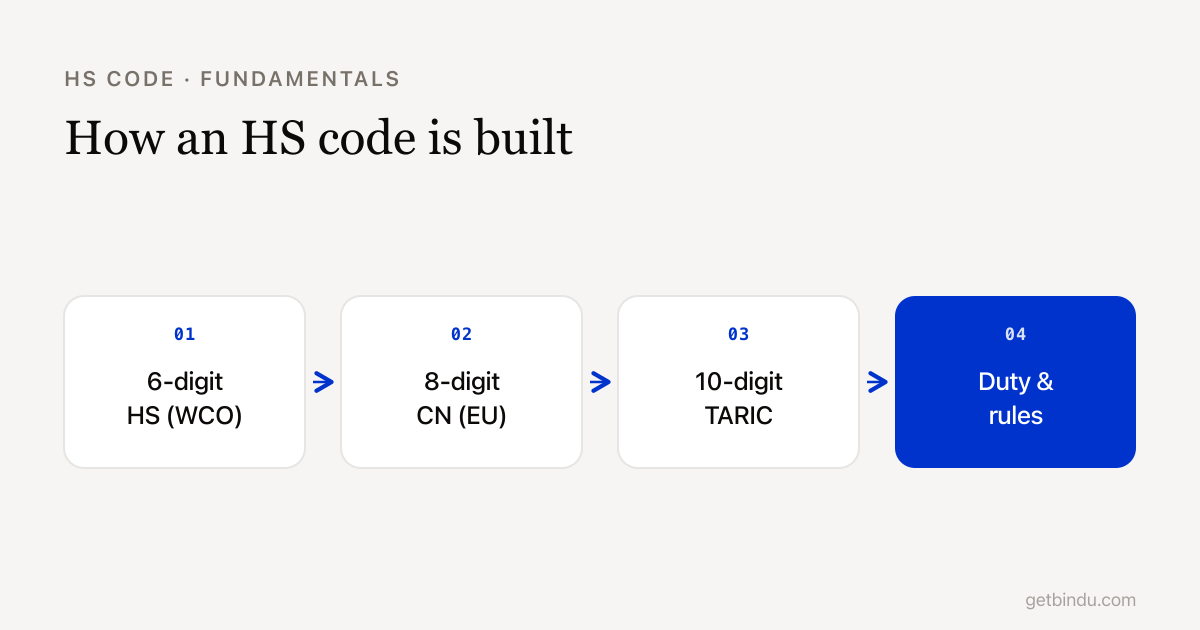 HS CODE · FUNDAMENTALS
How an HS code is built
01
6-digit
HS (WCO)
02
8-digit
CN (EU)
03
10-digit
TARIC
04
Duty &
rules
getbindu.com